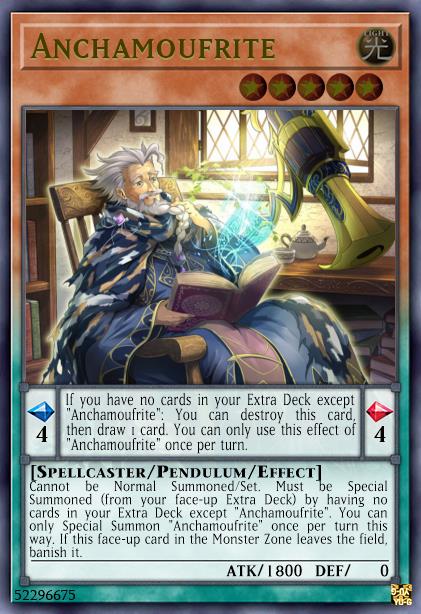 Anchamoufrite
LIGHT
光
If you have no cards in your Extra Deck except
"Anchamoufrite": You can destroy this card,
then draw 1 card. You can only use this effect of
"Anchamoufrite" once per turn.
4
4
[Spellcaster/Pendulum/Effect]
Cannot be Normal Summoned/Set. Must be Special
Summoned (from your face-up Extra Deck) by having no
cards in your Extra Deck except "Anchamoufrite". You can
only Special Summon "Anchamoufrite" once per turn this
way. If this face-up card in the Monster Zone leaves the field,
banish it.
ATK/1800 DEF/ 0
52296675